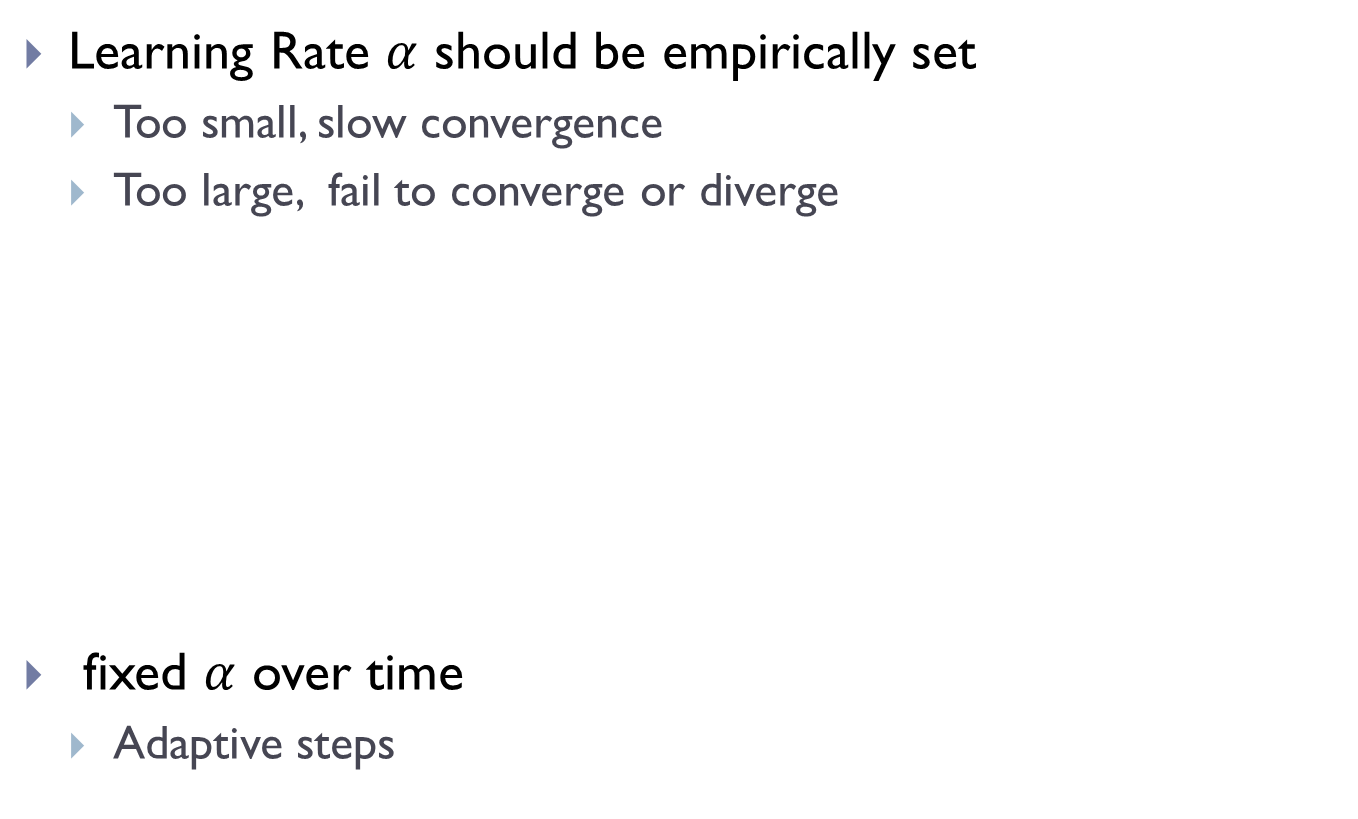 Learning Rate 𝛼 should be empirically set
Too small, slow convergence
Too large, fail to converge or diverge
fixed 𝛼 over time
Adaptive steps